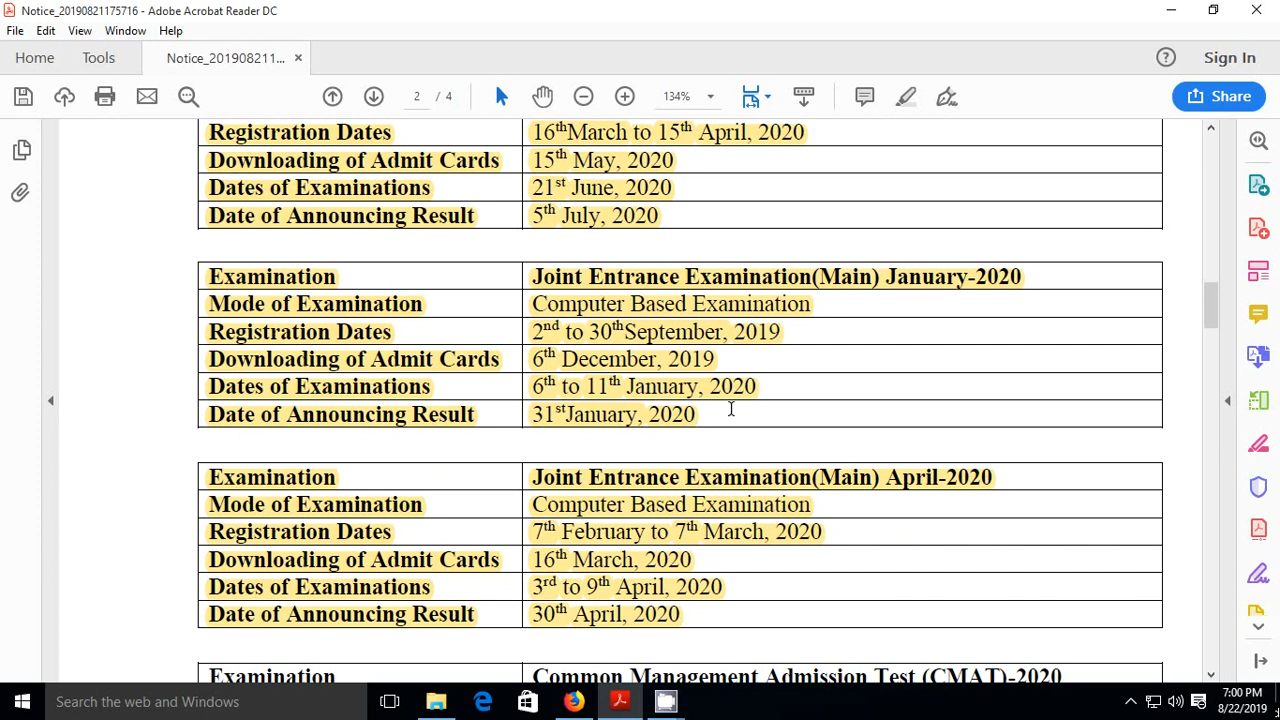 Notice_20190821175716 - Adobe Acrobat Reader DC
File Edit View Window Help
Home Tools Notice_201908211... × Sign In
2 / 4 134% Share
Registration Dates 16thMarch to 15th April, 2020
Downloading of Admit Cards 15th May, 2020
Dates of Examinations 21st June, 2020
Date of Announcing Result 5th July, 2020
Examination Joint Entrance Examination(Main) January-2020
Mode of Examination Computer Based Examination
Registration Dates 2nd to 30thSeptember, 2019
Downloading of Admit Cards 6th December, 2019
Dates of Examinations 6th to 11th January, 2020
Date of Announcing Result 31stJanuary, 2020
Examination Joint Entrance Examination(Main) April-2020
Mode of Examination Computer Based Examination
Registration Dates 7th February to 7th March, 2020
Downloading of Admit Cards 16th March, 2020
Dates of Examinations 3rd to 9th April, 2020
Date of Announcing Result 30th April, 2020
Examination Common Management Admission Test (CMAT)-2020
Search the web and Windows 7:00 PM
8/22/2019